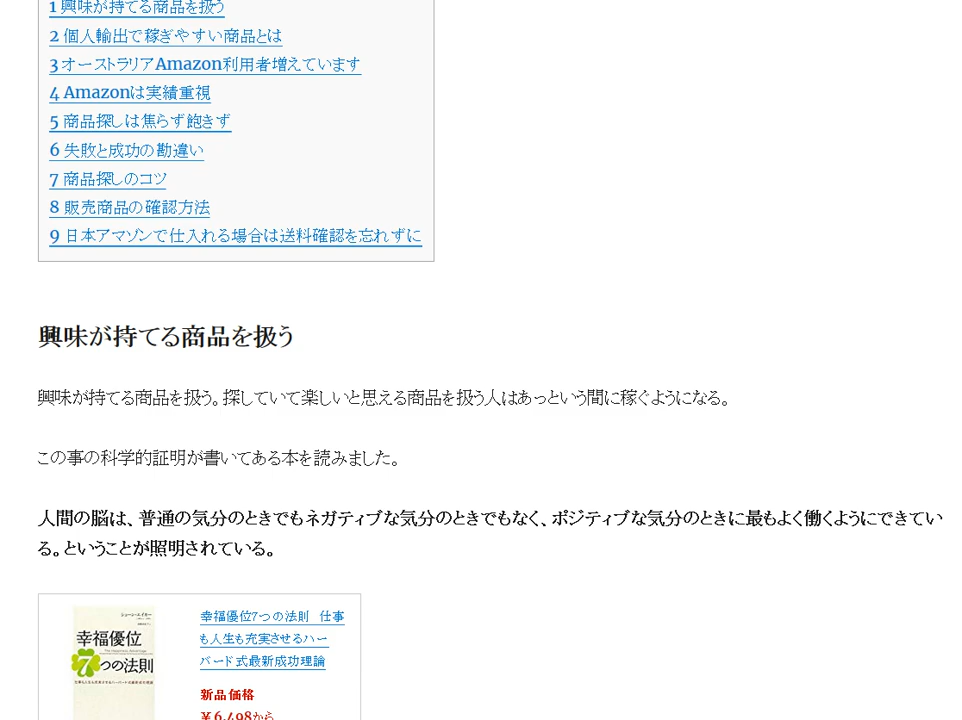 1 興味が持てる商品を扱う
2 個人輸出で稼ぎやすい商品とは
3 オーストラリアAmazon利用者増えています
4 Amazonは実績重視
5 商品探しは焦らず飽きず
6 失敗と成功の勘違い
7 商品探しのコツ
8 販売商品の確認方法
9 日本アマゾンで仕入れる場合は送料確認を忘れずに
興味が持てる商品を扱う
興味が持てる商品を扱う。探していて楽しいと思える商品を扱う人はあっという間に稼ぐようになる。
この事の科学的証明が書いてある本を読みました。
人間の脳は、普通の気分のときでもネガティブな気分のときでもなく、ポジティブな気分のときに最もよく働くようにできてい
る。ということが照明されている。
ショーン・エイカー
幸福優位
7つの法則
幸福優位7つの法則 仕事
も人生も充実させるハー
バード式最新成功理論
新品価格
￥6,498から